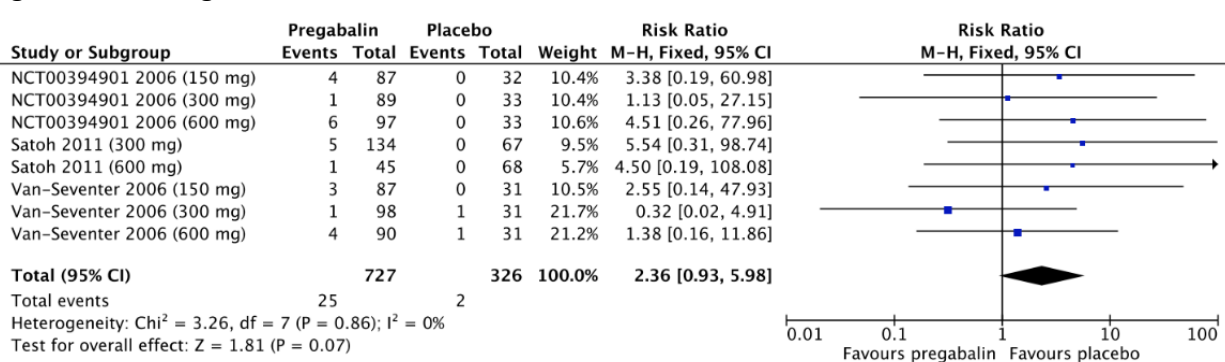 Pregabalin Placebo Risk Ratio Risk Ratio
Study or Subgroup Events Total Events Total Weight M-H, Fixed, 95% CI M-H, Fixed, 95% CI
NCT00394901 2006 (150 mg) 4 87 0 32 10.4% 3.38 [0.19, 60.98]
NCT00394901 2006 (300 mg) 1 89 0 33 10.4% 1.13 [0.05, 27.15]
NCT00394901 2006 (600 mg) 6 97 0 33 10.6% 4.51 [0.26, 77.96]
Satoh 2011 (300 mg) 5 134 0 67 9.5% 5.54 [0.31, 98.74]
Satoh 2011 (600 mg) 1 45 0 68 5.7% 4.50 [0.19, 108.08]
Van-Seventer 2006 (150 mg) 3 87 0 31 10.5% 2.55 [0.14, 47.93]
Van-Seventer 2006 (300 mg) 1 98 1 31 21.7% 0.32 [0.02, 4.91]
Van-Seventer 2006 (600 mg) 4 90 1 31 21.2% 1.38 [0.16, 11.86]
Total (95% CI) 727 326 100.0% 2.36 [0.93, 5.98]
Total events 25 2
Heterogeneity: Chi² = 3.26, df = 7 (P = 0.86); I² = 0%
Test for overall effect: Z = 1.81 (P = 0.07)
0.01 0.1 1 10 100
Favours pregabalin Favours placebo